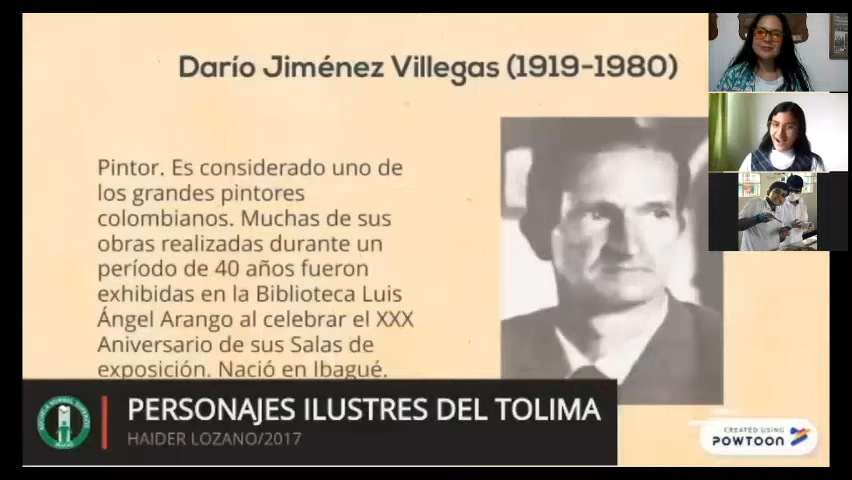 Darío Jiménez Villegas (1919-1980)
Pintor. Es considerado uno de
los grandes pintores
colombianos. Muchas de sus
obras realizadas durante un
período de 40 años fueron
exhibidas en la Biblioteca Luis
Ángel Arango al celebrar el XXX
Aniversario de sus Salas de
exposición. Nació en Ibagué.
PERSONAJES ILUSTRES DEL TOLIMA
HAIDER LOZANO/2017
CREATED USING
POWTOON